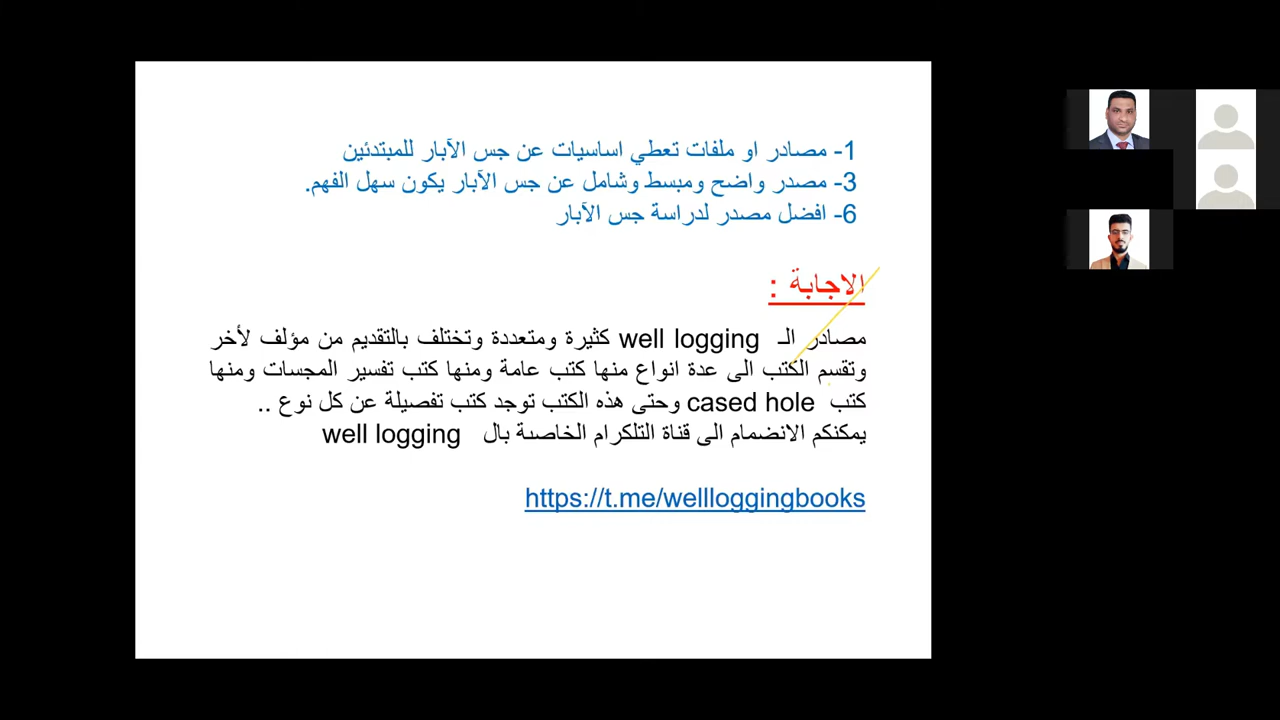 1- مصادر او ملفات تعطي اساسيات عن جس الآبار للمبتدئين
3- مصدر واضح ومبسط وشامل عن جس الآبار يكون سهل الفهم.
6- افضل مصدر لدراسة جس الآبار
الاجابة :
مصادر الـ well logging كثيرة ومتعددة وتختلف بالتقديم من مؤلف لأخر
وتقسم الكتب الى عدة انواع منها كتب عامة ومنها كتب تفسير المجسات ومنها
كتب cased hole وحتى هذه الكتب توجد كتب تفصيلة عن كل نوع ..
يمكنكم الانضمام الى قناة التلكرام الخاصة بال well logging
https://t.me/wellloggingbooks